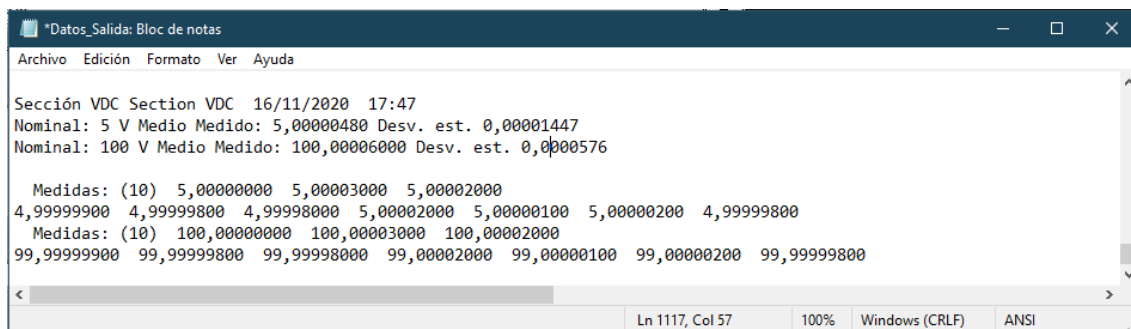 *Datos_Salida: Bloc de notas
Archivo Edición Formato Ver Ayuda
Sección VDC Section VDC 16/11/2020 17:47
Nominal: 5 V Medio Medido: 5,00000480 Desv. est. 0,00001447
Nominal: 100 V Medio Medido: 100,00006000 Desv. est. 0,0000576
Medidas: (10) 5,00000000 5,00003000 5,00002000
4,99999900 4,99999800 4,99998000 5,00002000 5,00000100 5,00000200 4,99999800
Medidas: (10) 100,00000000 100,00003000 100,00002000
99,99999900 99,99999800 99,99998000 99,00002000 99,00000100 99,00000200 99,99999800
Ln 1117, Col 57 100% Windows (CRLF) ANSI